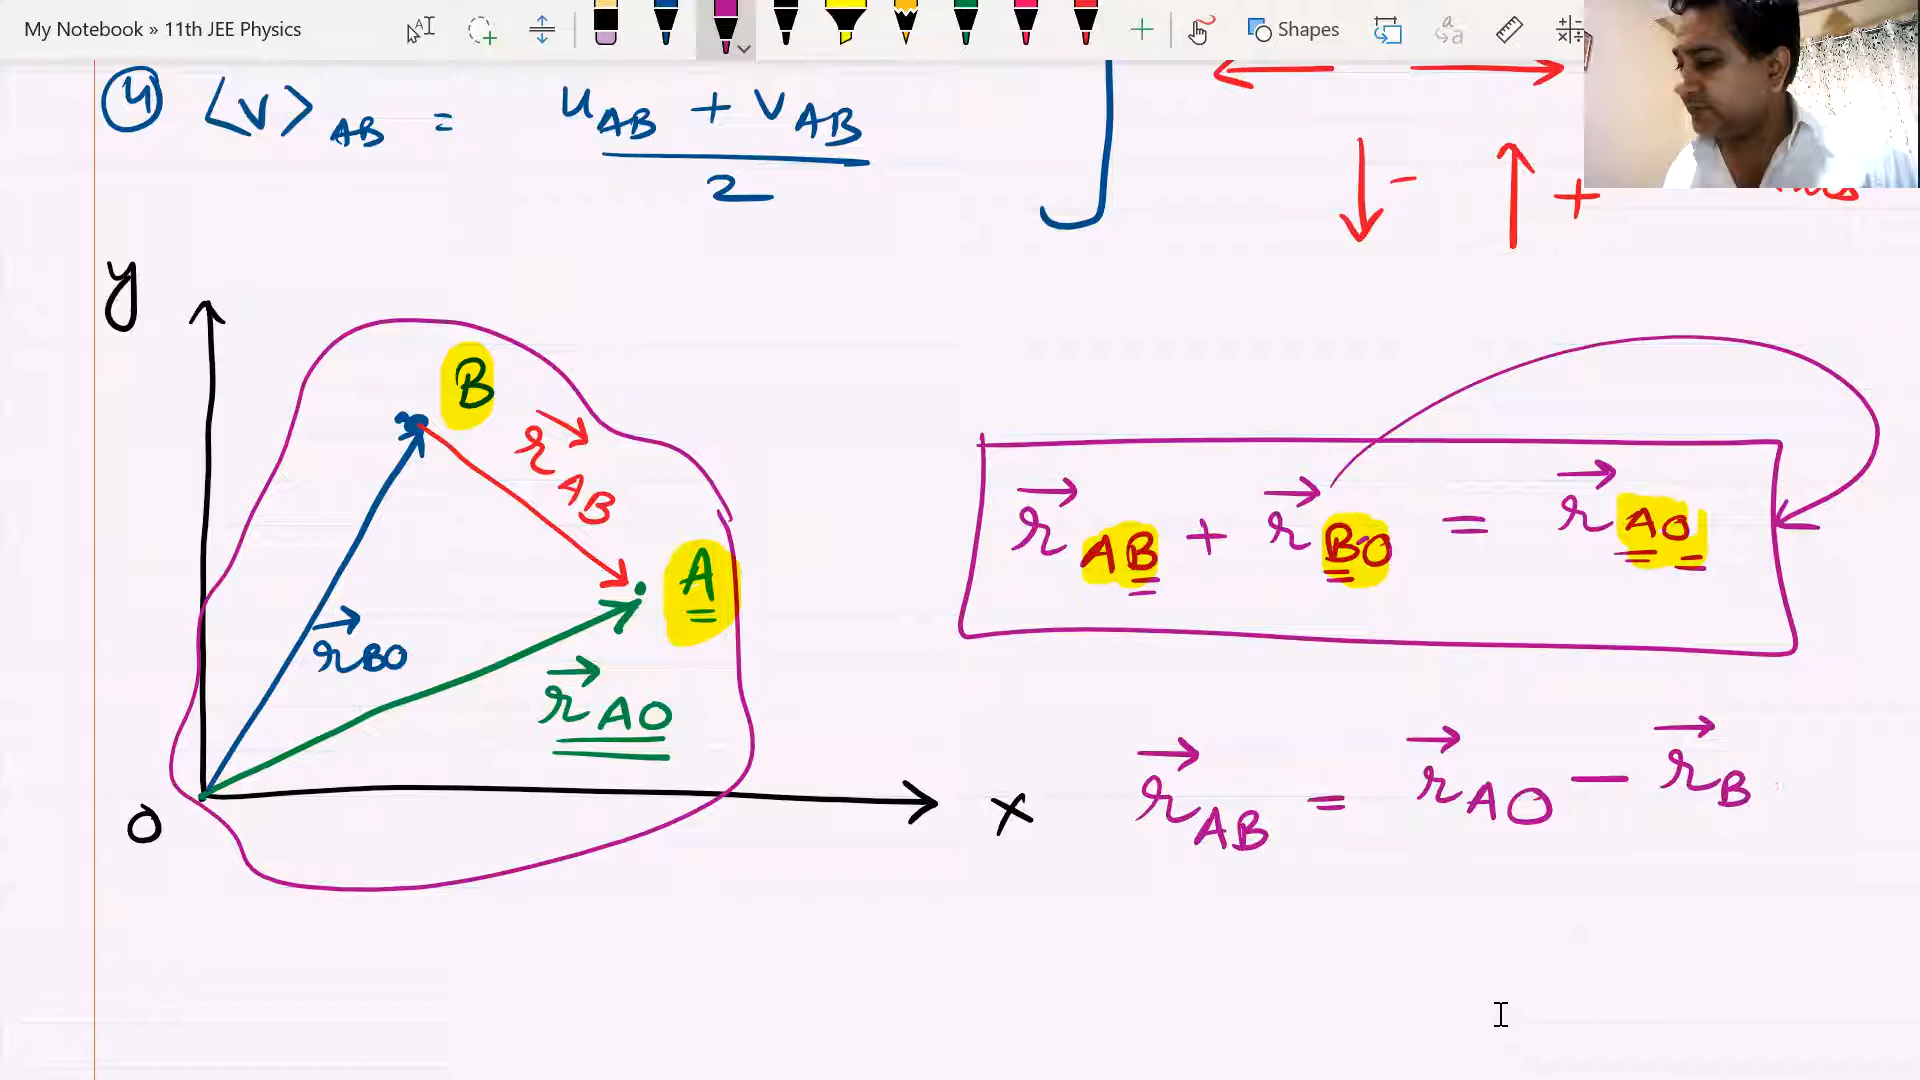 My Notebook » 11th JEE Physics
Shapes
④ <v>AB = uAB + vAB / 2
- +
y
B
r⃗AB
A
r⃗BO
r⃗AO
O
x
r⃗AB + r⃗BO = r⃗AO
r⃗AB = r⃗AO − r⃗B